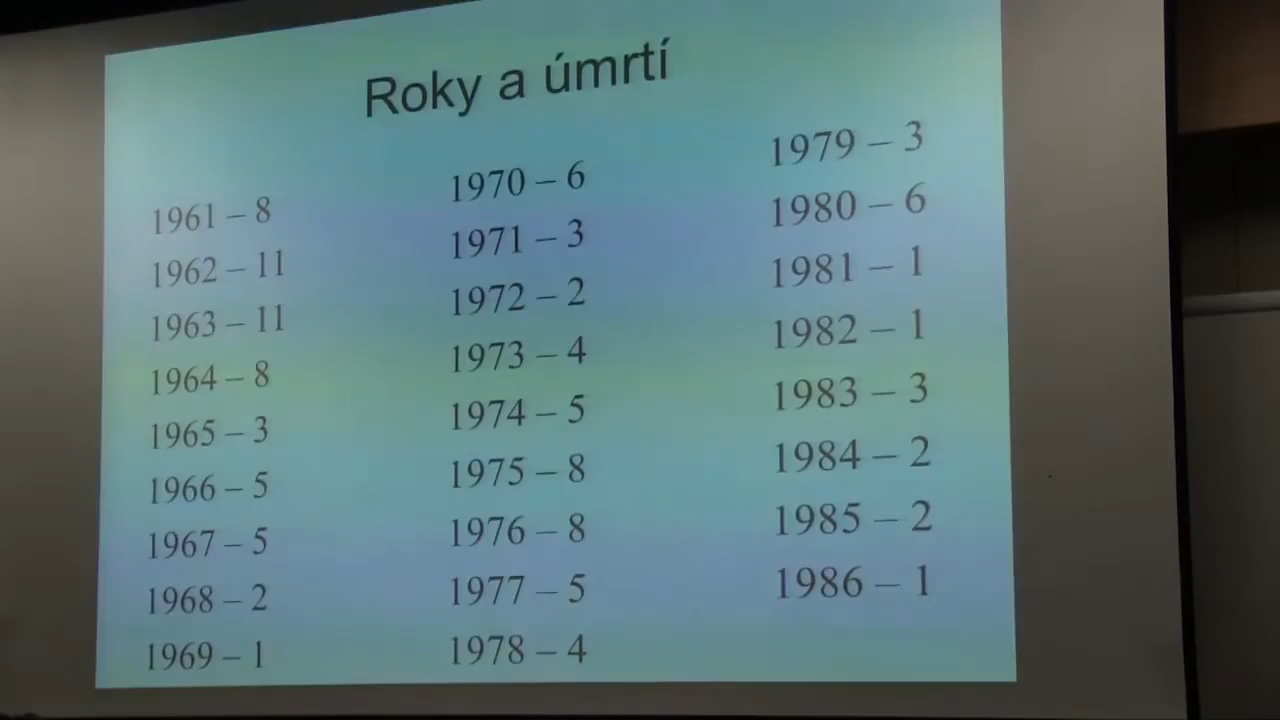 Roky a úmrtí
1961 – 8
1962 – 11
1963 – 11
1964 – 8
1965 – 3
1966 – 5
1967 – 5
1968 – 2
1969 – 1
1970 – 6
1971 – 3
1972 – 2
1973 – 4
1974 – 5
1975 – 8
1976 – 8
1977 – 5
1978 – 4
1979 – 3
1980 – 6
1981 – 1
1982 – 1
1983 – 3
1984 – 2
1985 – 2
1986 – 1